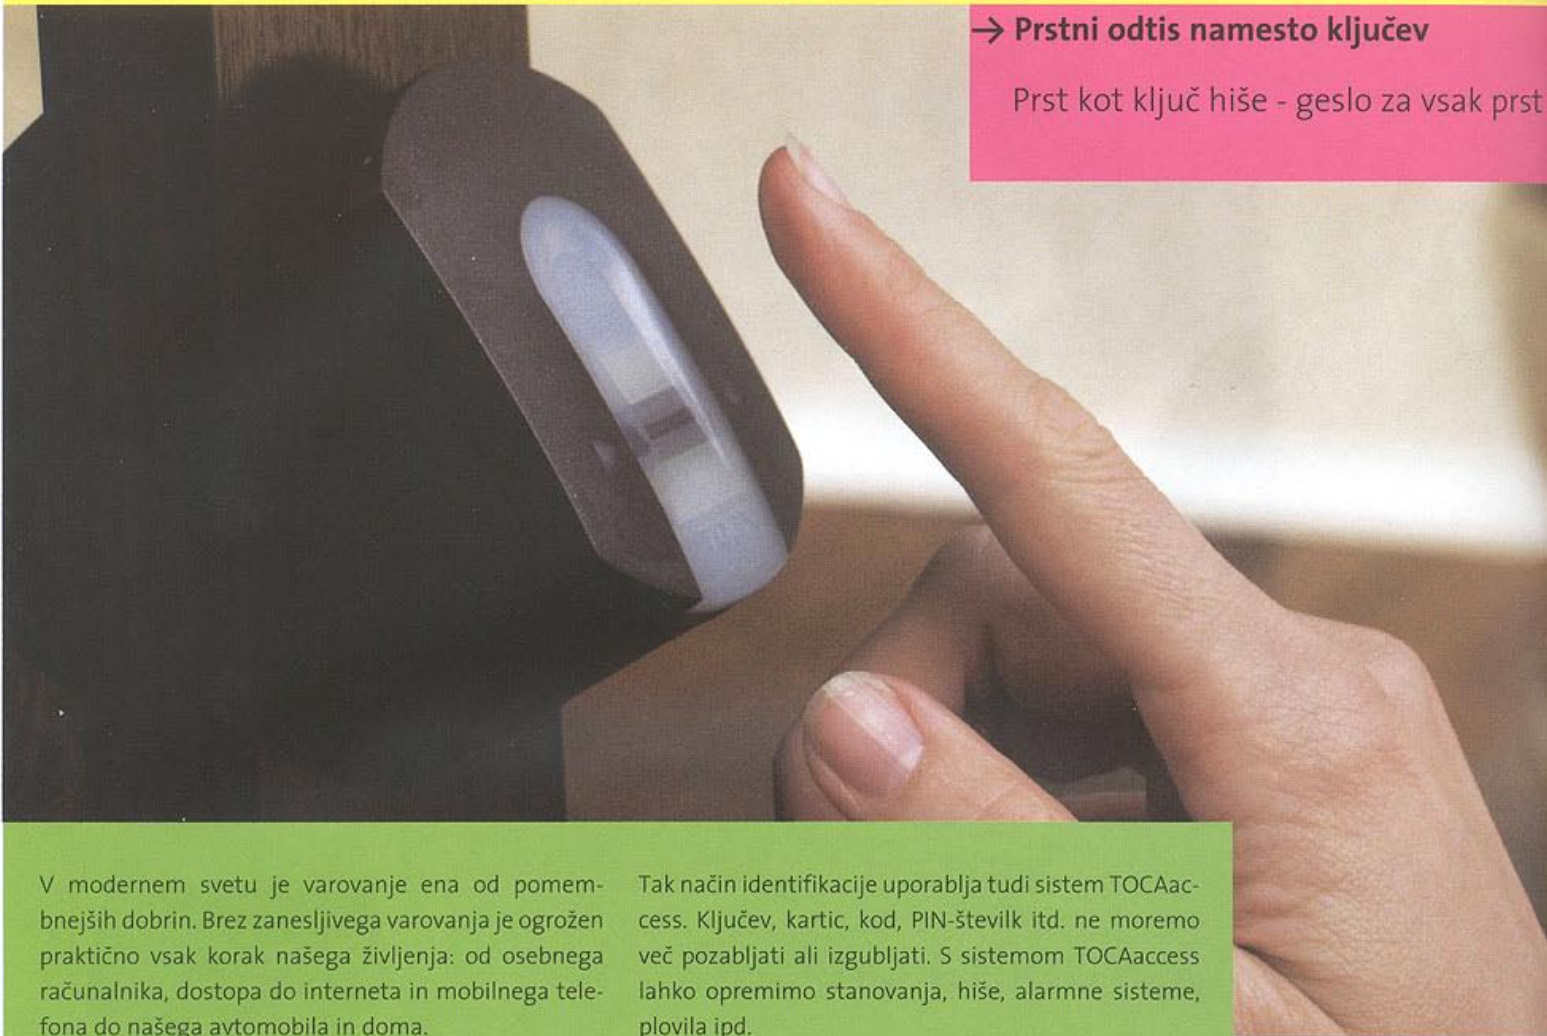 → Prstni odtis namesto ključev
Prst kot ključ hiše - geslo za vsak prst
V modernem svetu je varovanje ena od pomem-
bnejših dobrin. Brez zanesljivega varovanja je ogrožen
praktično vsak korak našega življenja: od osebnega
računalnika, dostopa do interneta in mobilnega tele-
fona do našega avtomobila in doma.
Tak način identifikacije uporablja tudi sistem TOCAac-
cess. Ključev, kartic, kod, PIN-številk itd. ne moremo
več pozabljati ali izgubljati. S sistemom TOCAaccess
lahko opremimo stanovanja, hiše, alarmne sisteme,
plovila ipd.